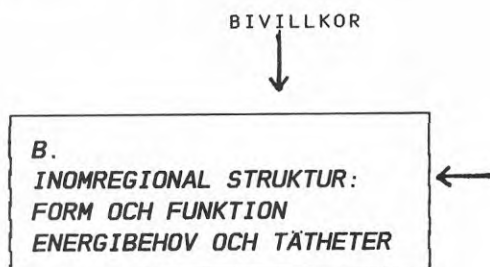 BIVILLKOR
B.
INOMREGIONAL STRUKTUR:
FORM OCH FUNKTION
ENERGIBEHOV OCH TÄTHETER